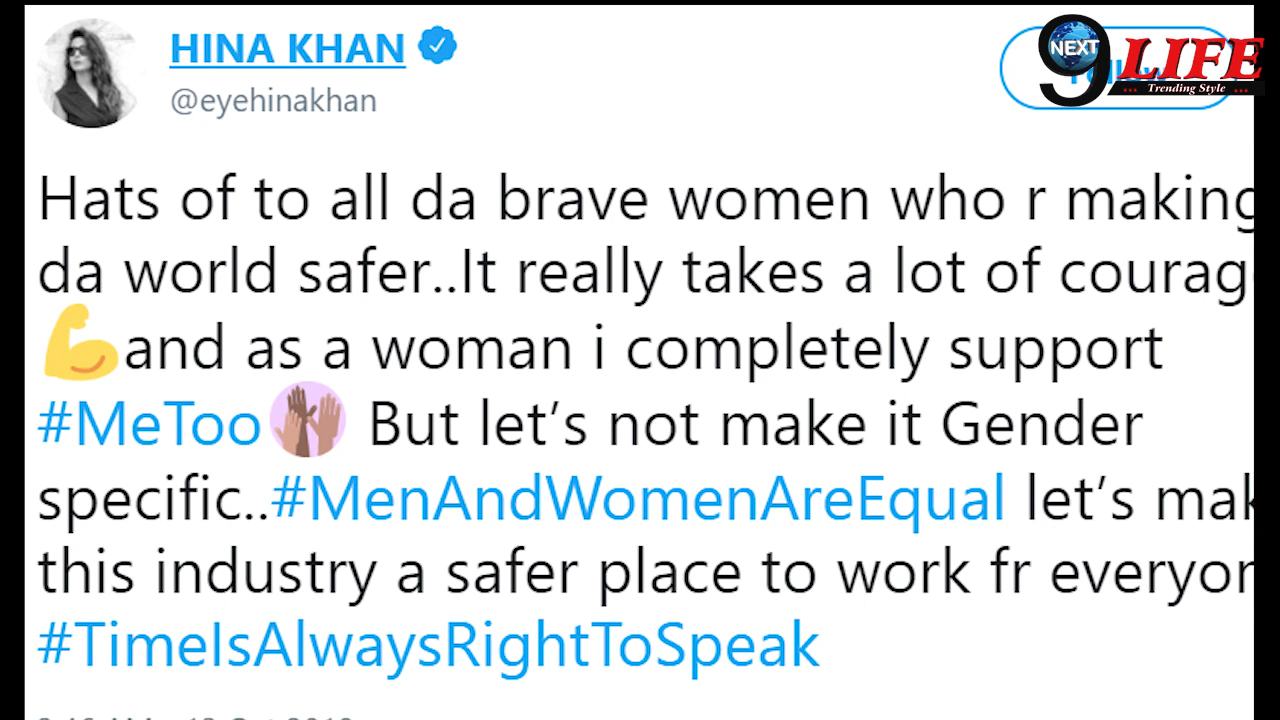 HINA KHAN
@eyehinakhan
9 NEXT LIFE
... Trending Style ...
Hats of to all da brave women who r making
da world safer..It really takes a lot of courag
💪and as a woman i completely support
#MeToo But let's not make it Gender
specific..#MenAndWomenAreEqual let's mak
this industry a safer place to work fr everyon
#TimeIsAlwaysRightToSpeak